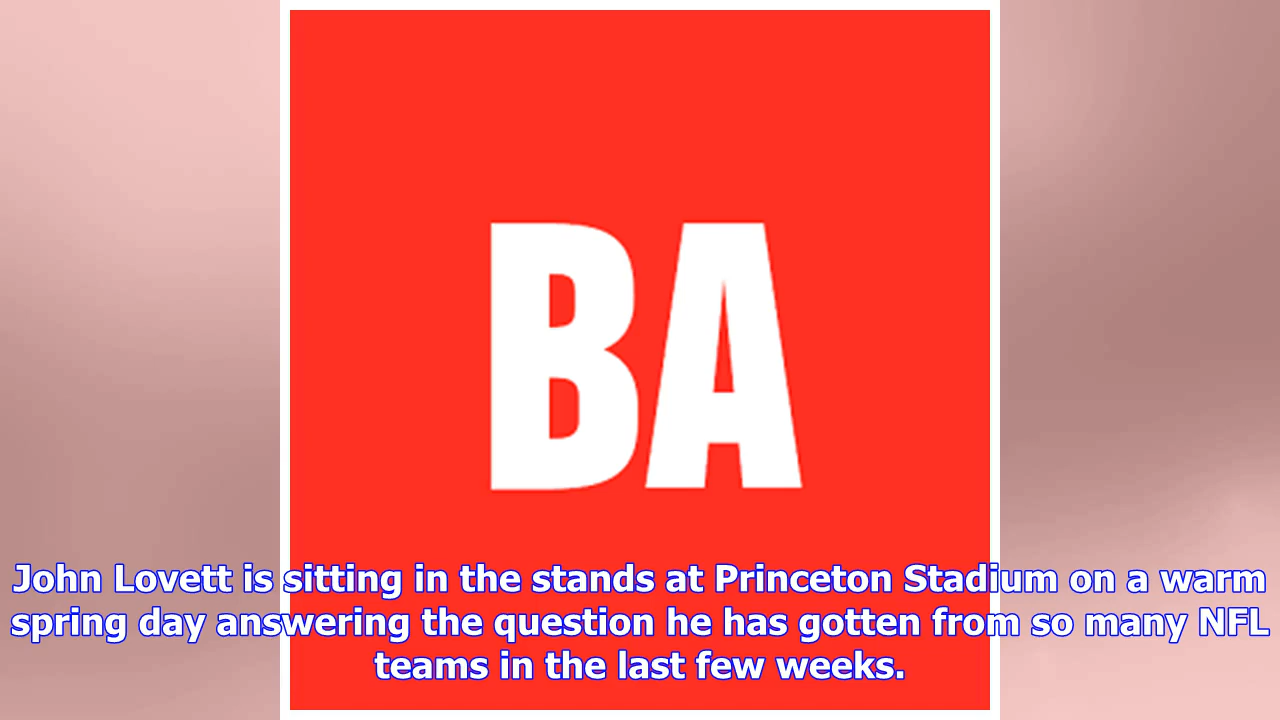 BA
John Lovett is sitting in the stands at Princeton Stadium on a warm
spring day answering the question he has gotten from so many NFL
teams in the last few weeks.